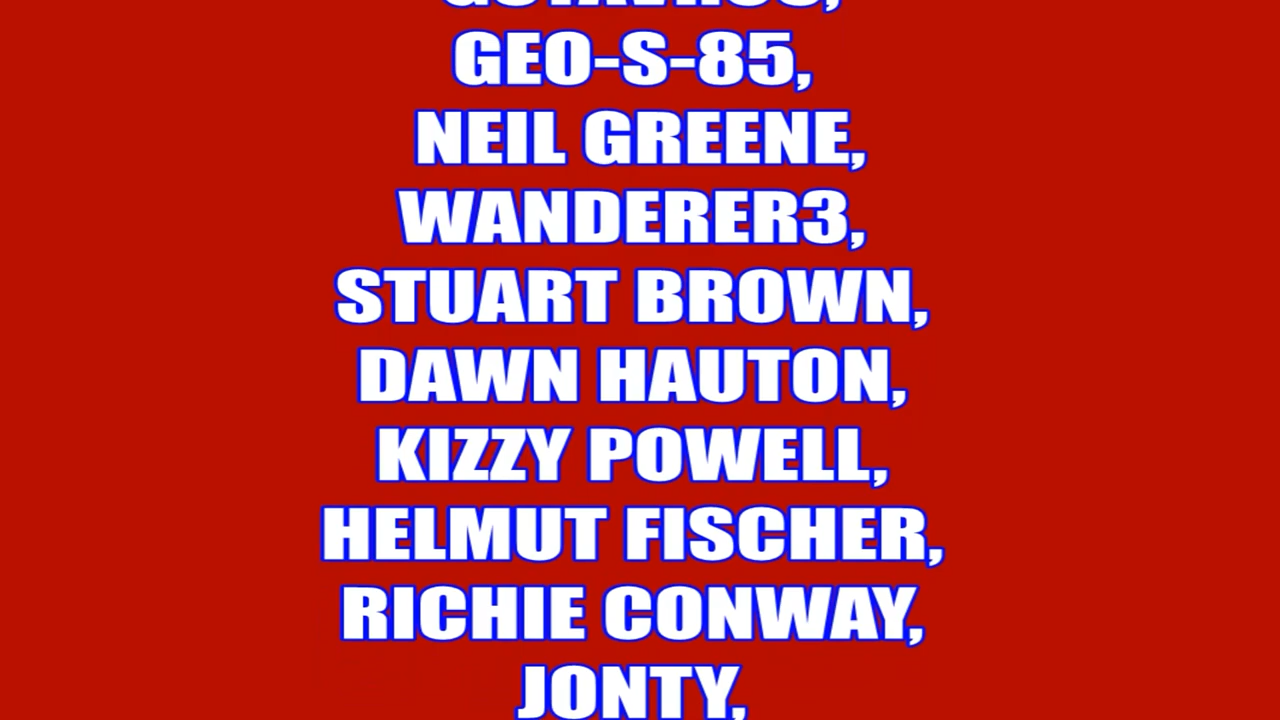 GEO-S-85,
NEIL GREENE,
WANDERER3,
STUART BROWN,
DAWN HAUTON,
KIZZY POWELL,
HELMUT FISCHER,
RICHIE CONWAY,
JONTY,